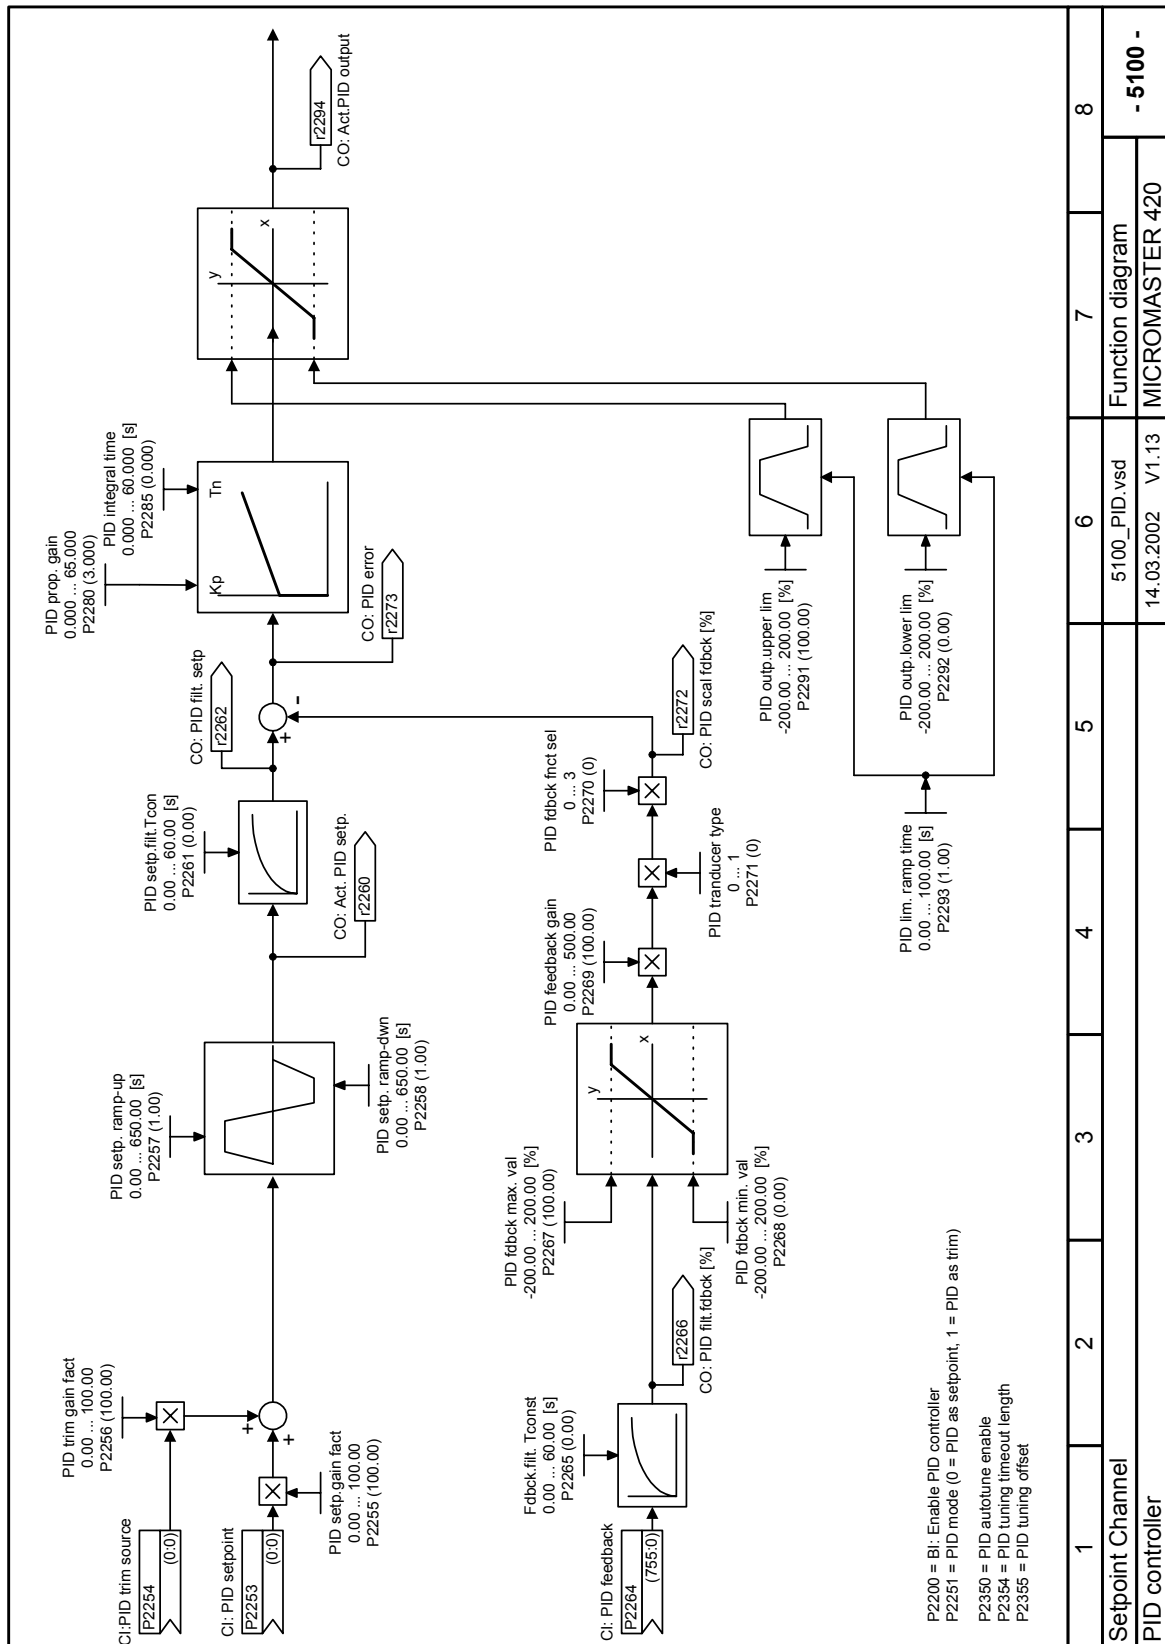 CI:PID trim source
P2254
(0:0)
CI: PID setpoint
P2253
(0:0)
PID trim gain fact
0.00 ... 100.00
P2256 (100.00)
PID setp.gain fact
0.00 ... 100.00
P2255 (100.00)
+
+
PID setp. ramp-up
0.00 ... 650.00 [s]
P2257 (1.00)
PID setp. ramp-dwn
0.00 ... 650.00 [s]
P2258 (1.00)
CO: Act. PID setp.
r2260
PID setp.filt.Tcon
0.00 ... 60.00 [s]
P2261 (0.00)
CO: PID filt. setp
r2262
+
-
CO: PID error
r2273
PID prop. gain
0.000 ... 65.000
P2280 (3.000)
PID integral time
0.000 ... 60.000 [s]
P2285 (0.000)
Kp
Tn
y
x
r2294
CO: Act.PID output
CI: PID feedback
P2264
(755:0)
Fdbck.filt. Tconst
0.00 ... 60.00 [s]
P2265 (0.00)
r2266
CO: PID filt.fdbck [%]
PID fdbck max. val
-200.00 ... 200.00 [%]
P2267 (100.00)
PID fdbck min. val
-200.00 ... 200.00 [%]
P2268 (0.00)
y
x
PID feedback gain
0.00 ... 500.00
P2269 (100.00)
PID tranducer type
0 ... 1
P2271 (0)
PID fdbck fnct sel
0 ... 3
P2270 (0)
r2272
CO: PID scal fdbck [%]
PID outp.upper lim
-200.00 ... 200.00 [%]
P2291 (100.00)
PID outp.lower lim
-200.00 ... 200.00 [%]
P2292 (0.00)
PID lim. ramp time
0.00 ... 100.00 [s]
P2293 (1.00)
P2200 = BI: Enable PID controller
P2251 = PID mode (0 = PID as setpoint, 1 = PID as trim)
P2350 = PID autotune enable
P2354 = PID tuning timeout length
P2355 = PID tuning offset
1 2 3 4 5 6 7 8
Setpoint Channel
PID controller
5100_PID.vsd
14.03.2002 V1.13
Function diagram
MICROMASTER 420
- 5100 -